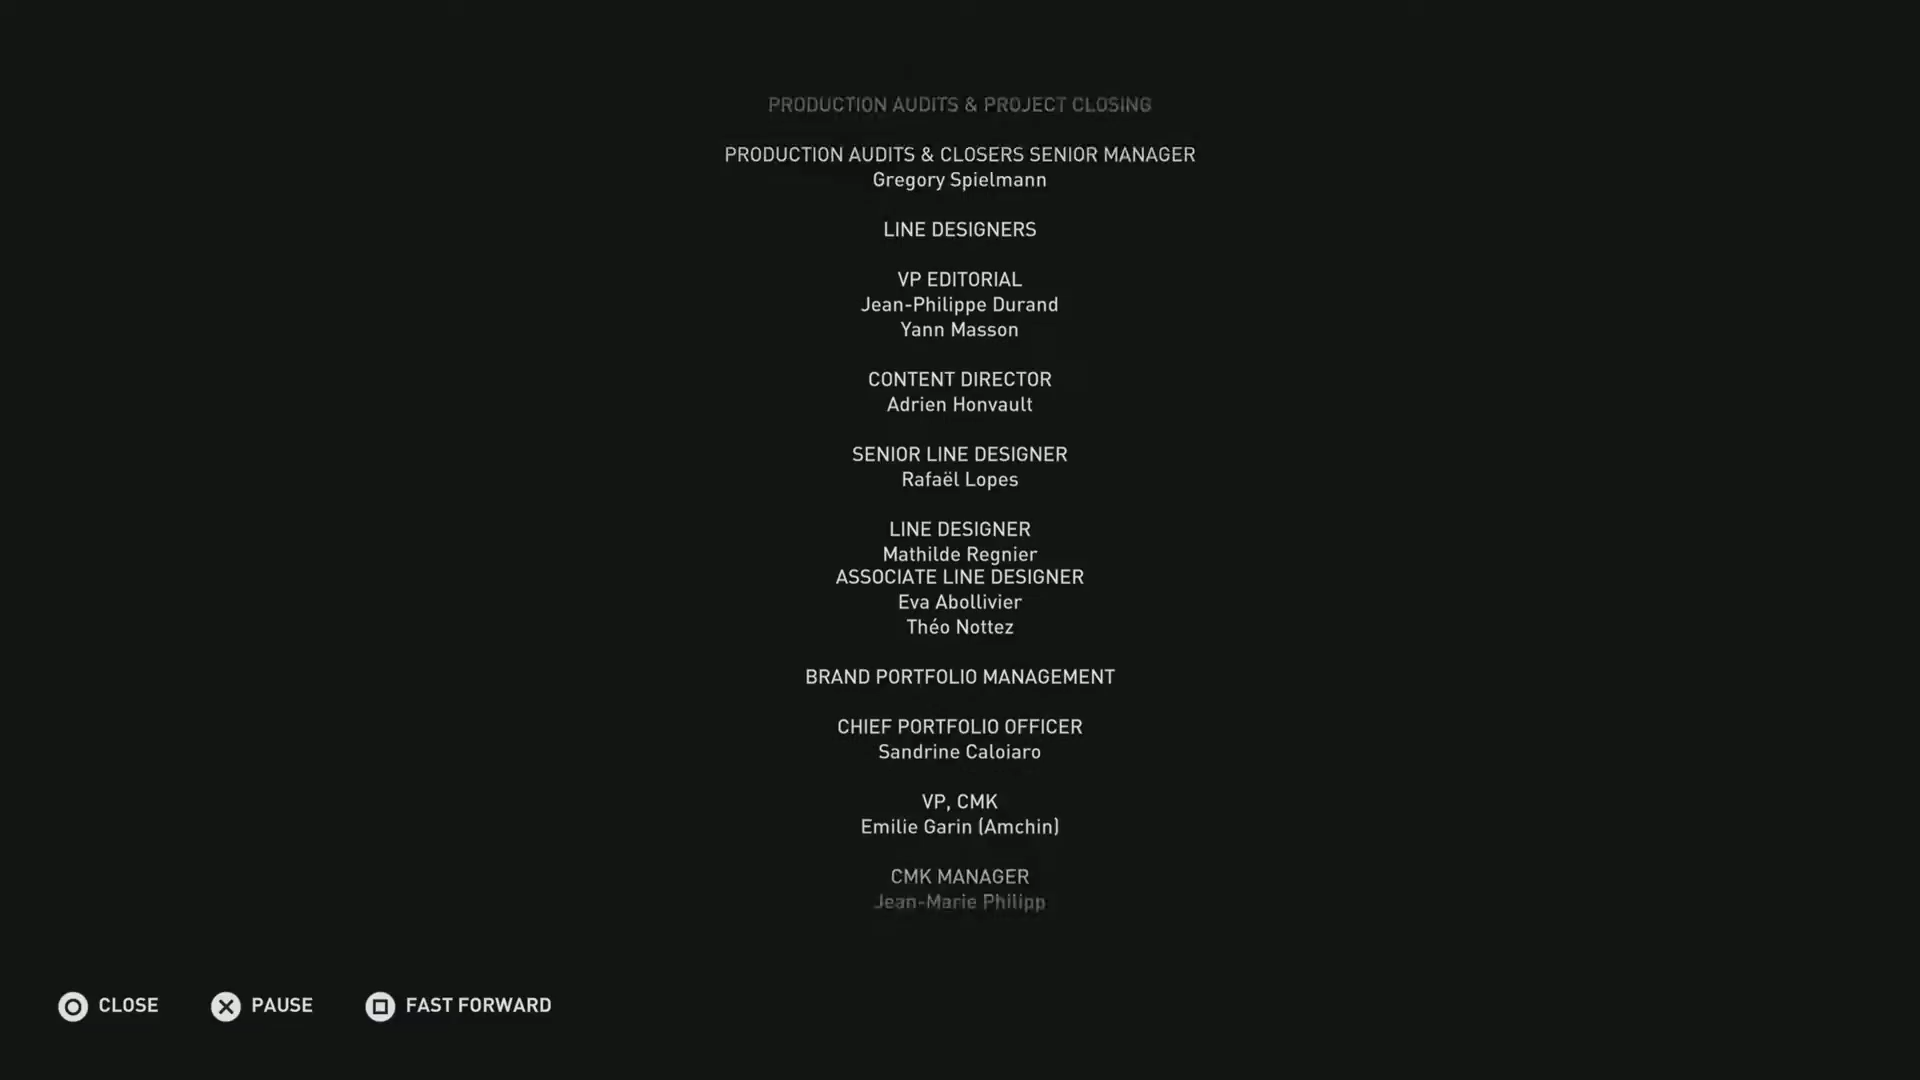 PRODUCTION AUDITS & PROJECT CLOSING
PRODUCTION AUDITS & CLOSERS SENIOR MANAGER
Gregory Spielmann
LINE DESIGNERS
VP EDITORIAL
Jean-Philippe Durand
Yann Masson
CONTENT DIRECTOR
Adrien Honvault
SENIOR LINE DESIGNER
Rafaël Lopes
LINE DESIGNER
Mathilde Regnier
ASSOCIATE LINE DESIGNER
Eva Abollivier
Théo Nottez
BRAND PORTFOLIO MANAGEMENT
CHIEF PORTFOLIO OFFICER
Sandrine Caloiaro
VP, CMK
Emilie Garin (Amchin)
CMK MANAGER
Jean-Marie Philipp
CLOSE PAUSE FAST FORWARD